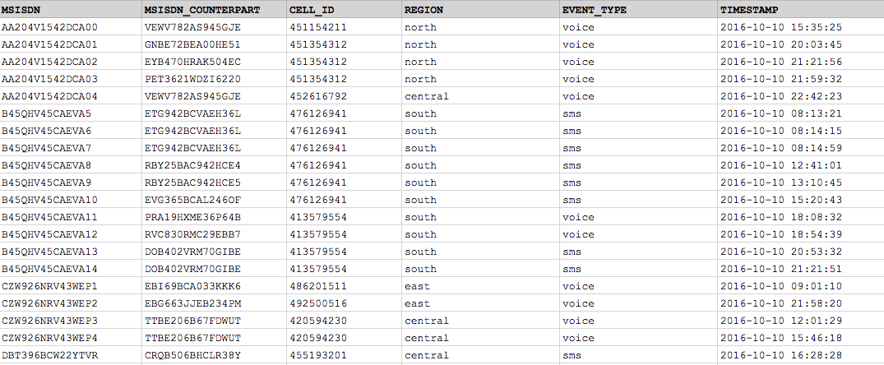 MSISDN MSISDN_COUNTERPART CELL_ID REGION EVENT_TYPE TIMESTAMP
AA204V1542DCA00 VEWV782AS945GJE 451154211 north voice 2016-10-10 15:35:25
AA204V1542DCA01 GNBE72BEA00HE51 451354312 north voice 2016-10-10 20:03:45
AA204V1542DCA02 EYB470HRAK504EC 451354312 north voice 2016-10-10 21:21:56
AA204V1542DCA03 PET3621WDZI6220 451354312 north voice 2016-10-10 21:59:32
AA204V1542DCA04 VEWV782AS945GJE 452616792 central voice 2016-10-10 22:42:23
B45QHV45CAEVA5 ETG942BCVAEH36L 476126941 south sms 2016-10-10 08:13:21
B45QHV45CAEVA6 ETG942BCVAEH36L 476126941 south sms 2016-10-10 08:14:15
B45QHV45CAEVA7 ETG942BCVAEH36L 476126941 south sms 2016-10-10 08:14:59
B45QHV45CAEVA8 RBY25BAC942HCE4 476126941 south sms 2016-10-10 12:41:01
B45QHV45CAEVA9 RBY25BAC942HCE5 476126941 south sms 2016-10-10 13:10:45
B45QHV45CAEVA10 EVG365BCAL246OF 476126941 south sms 2016-10-10 15:20:43
B45QHV45CAEVA11 PRA19HXME36P64B 413579554 south voice 2016-10-10 18:08:32
B45QHV45CAEVA12 RVC830RMC29EBB7 413579554 south voice 2016-10-10 18:54:39
B45QHV45CAEVA13 DOB402VRM70GIBE 413579554 south sms 2016-10-10 20:53:32
B45QHV45CAEVA14 DOB402VRM70GIBE 413579554 south sms 2016-10-10 21:21:51
CZW926NRV43WEP1 EBI69BCA033KKK6 486201511 east voice 2016-10-10 09:01:10
CZW926NRV43WEP2 EBG663JJEB234PM 492500516 east voice 2016-10-10 21:58:20
CZW926NRV43WEP3 TTBE206B67FDWUT 420594230 central voice 2016-10-10 12:01:29
CZW926NRV43WEP4 TTBE206B67FDWUT 420594230 central voice 2016-10-10 15:46:18
DBT396BCW22YTVR CRQB506BHCLR38Y 455193201 central sms 2016-10-10 16:28:28